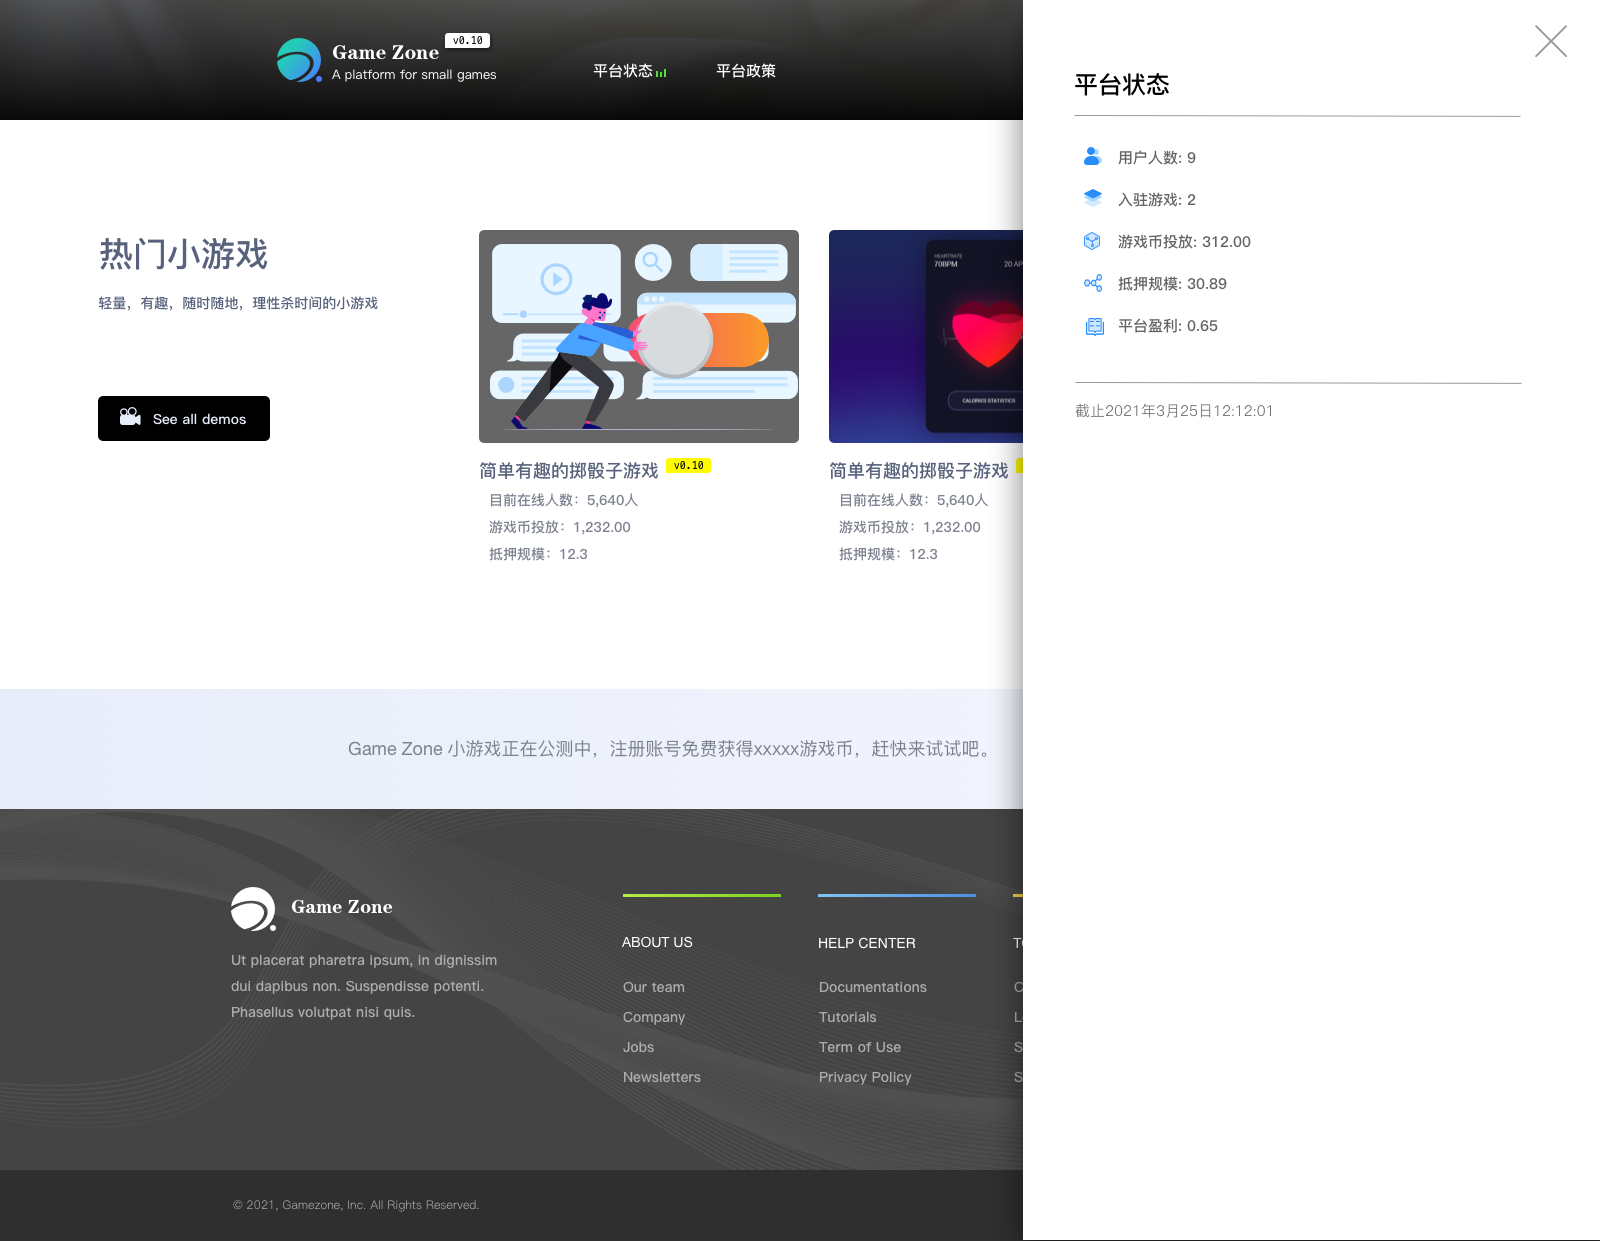 Game Zone
v0.10
A platform for small games
平台状态
平台政策
热门小游戏
轻量，有趣，随时随地，理性杀时间的小游戏
See all demos
HEARTRATE
70BPM
20 AP
CALORIES STATISTICS
简单有趣的掷骰子游戏
v0.10
目前在线人数：5,640人
游戏币投放：1,232.00
抵押规模：12.3
简单有趣的掷骰子游戏
目前在线人数：5,640人
游戏币投放：1,232.00
抵押规模：12.3
Game Zone 小游戏正在公测中，注册账号免费获得xxxxx游戏币，赶快来试试吧。
Game Zone
Ut placerat pharetra ipsum, in dignissim
dui dapibus non. Suspendisse potenti.
Phasellus volutpat nisi quis.
ABOUT US
Our team
Company
Jobs
Newsletters
HELP CENTER
Documentations
Tutorials
Term of Use
Privacy Policy
© 2021, Gamezone, Inc. All Rights Reserved.
平台状态
用户人数: 9
入驻游戏: 2
游戏币投放: 312.00
抵押规模: 30.89
平台盈利: 0.65
截止2021年3月25日12:12:01